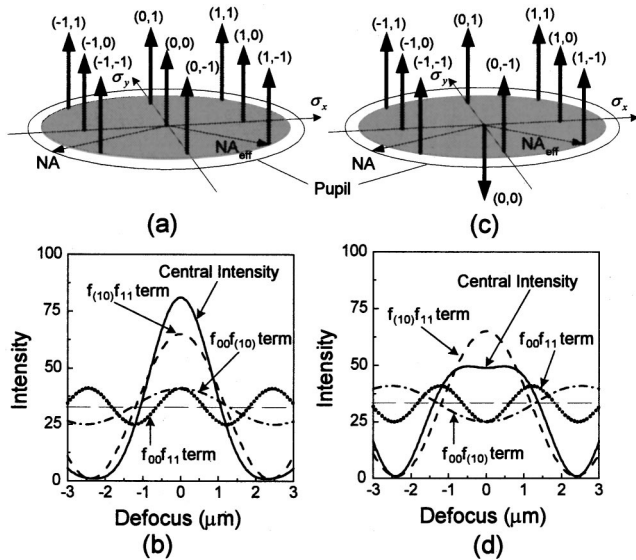 (-1,1)
(-1,0)
(-1,-1)
(0,1)
(0,0)
(0,-1)
(1,1)
(1,0)
(1,-1)
σy
σx
NA
NAeff
Pupil
(a)
(-1,1)
(-1,0)
(-1,-1)
(0,1)
(0,-1)
(1,1)
(1,0)
(1,-1)
σy
σx
NA
NAeff
(0,0)
(c)
100
75
50
25
0
Intensity
Central Intensity
f(10)f11 term
f00f(10) term
f00f11 term
-3 -2 -1 0 1 2 3
Defocus (μm)
(b)
100
75
50
25
0
Intensity
Central Intensity
f(10)f11 term
f00f11 term
f00f(10) term
-3 -2 -1 0 1 2 3
Defocus (μm)
(d)